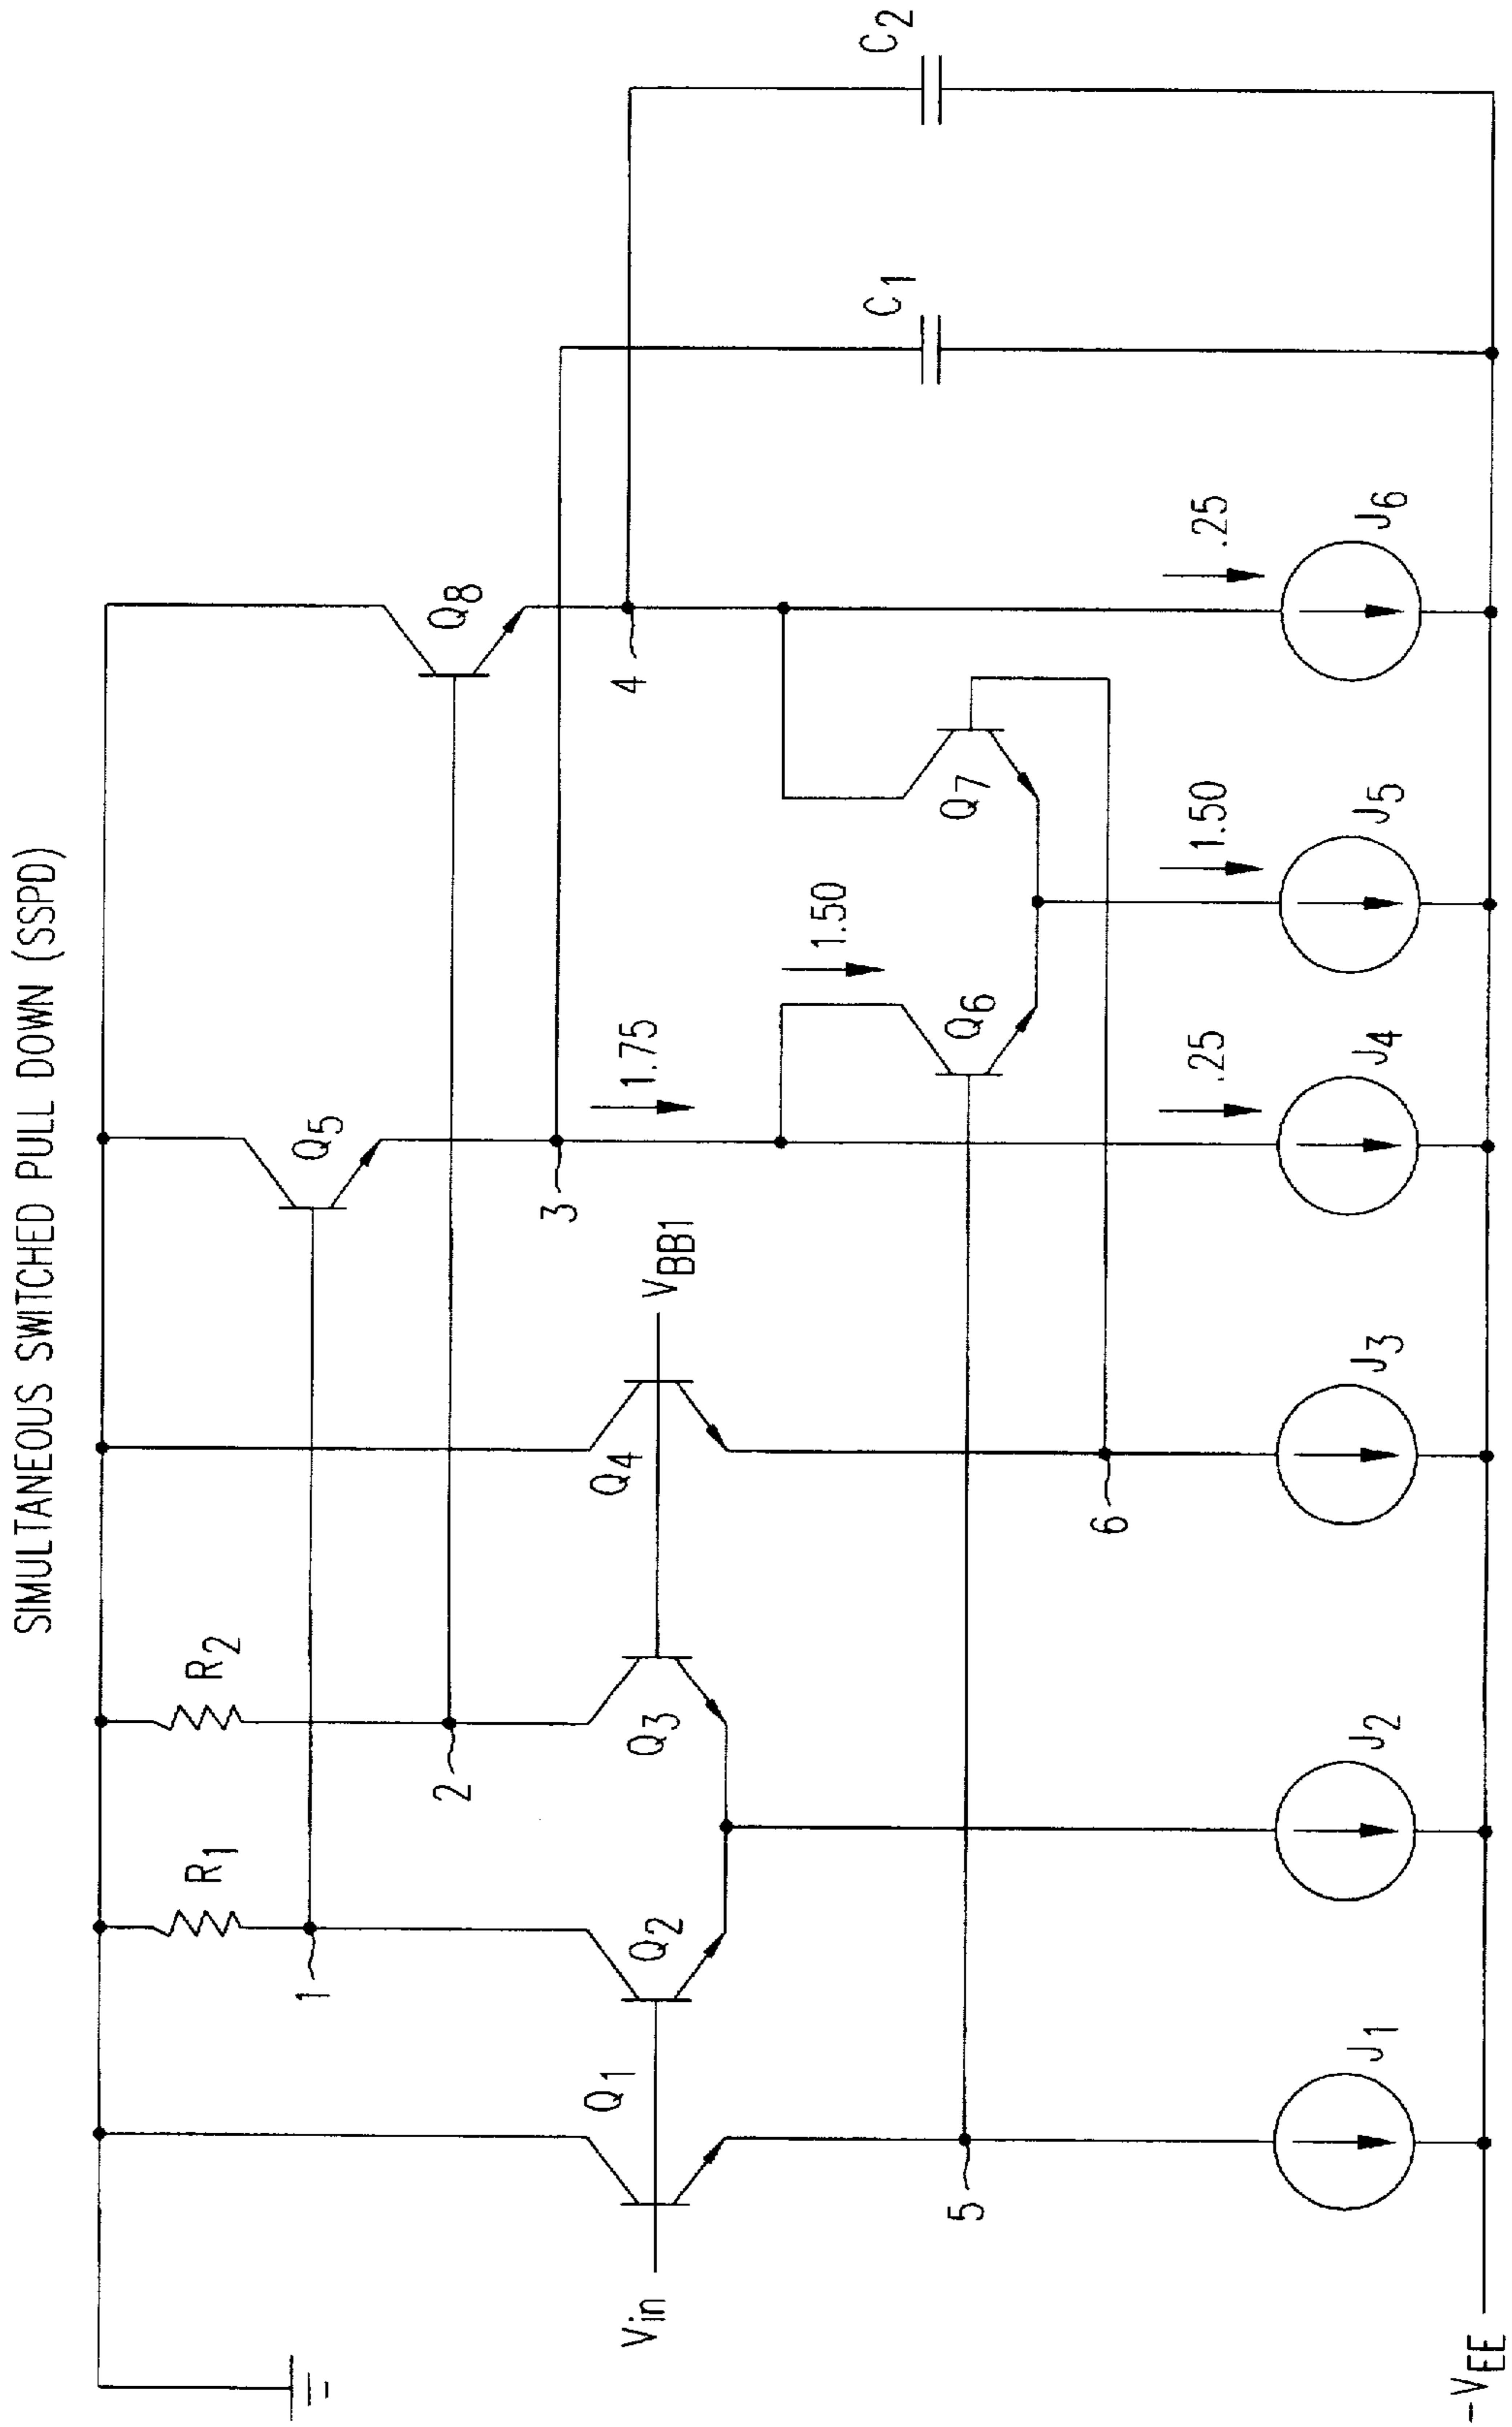 SIMULTANEOUS SWITCHED PULL DOWN (SSPD)
R1
R2
Q5
Q8
1
2
3
4
1.75
C1
C2
Vin
Q1
Q2
Q3
Q4
VBB1
1.50
Q6
Q7
5
6
.25
1.50
.25
J1
J2
J3
J4
J5
J6
-VEE